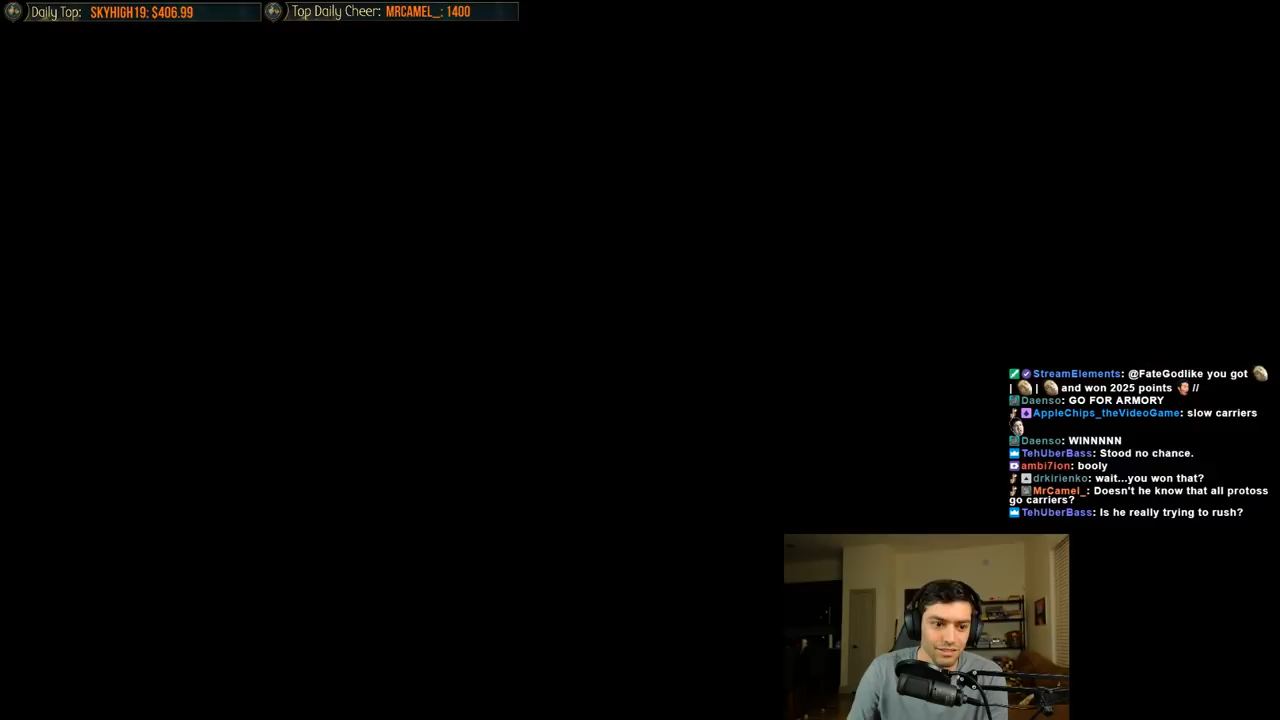 Daily Top: SKYHIGH19: $406.99
Top Daily Cheer: MRCAMEL_: 1400
StreamElements: @FateGodlike you got
| | and won 2025 points //
Daenso: GO FOR ARMORY
AppleChips_theVideoGame: slow carriers
Daenso: WINNNNN
TehUberBass: Stood no chance.
ambi7ion: booly
drkirienko: wait...you won that?
MrCamel_: Doesn't he know that all protoss
go carriers?
TehUberBass: Is he really trying to rush?